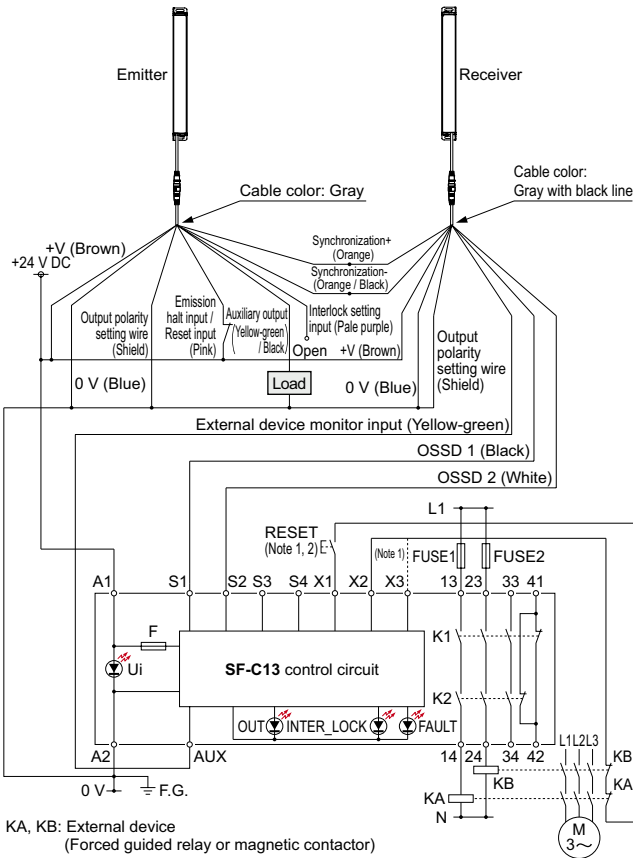 Emitter
Receiver
Cable color: Gray
Cable color:
Gray with black line
+V (Brown)
+24 V DC
Synchronization+
(Orange)
Synchronization-
(Orange / Black)
Output polarity
setting wire
(Shield)
Emission
halt input /
Reset input
(Pink)
Auxiliary output
(Yellow-green
/ Black)
Interlock setting
input (Pale purple)
Open
+V (Brown)
Output
polarity
setting wire
(Shield)
0 V (Blue)
Load
0 V (Blue)
External device monitor input (Yellow-green)
OSSD 1 (Black)
OSSD 2 (White)
L1
RESET
(Note 1, 2)
(Note 1)
FUSE1
FUSE2
A1
S1
S2
S3
S4
X1
X2
X3
13
23
33
41
F
Ui
SF-C13 control circuit
K1
K2
OUT
INTER_LOCK
FAULT
A2
AUX
14
24
34
42
L1
L2
L3
KB
KB
KA
KA
0 V
F.G.
N
M
3~
KA, KB: External device
(Forced guided relay or magnetic contactor)